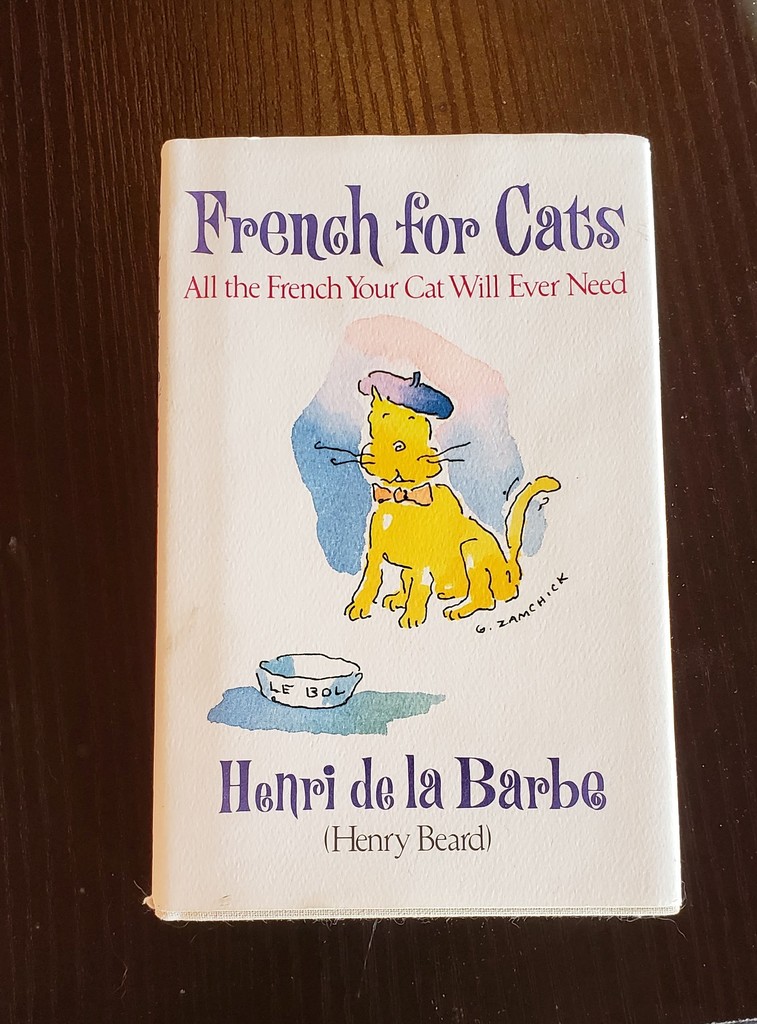 French for Cats
All the French Your Cat Will Ever Need
G. ZAMCHICK
LE BOL
Henri de la Barbe
(Henry Beard)